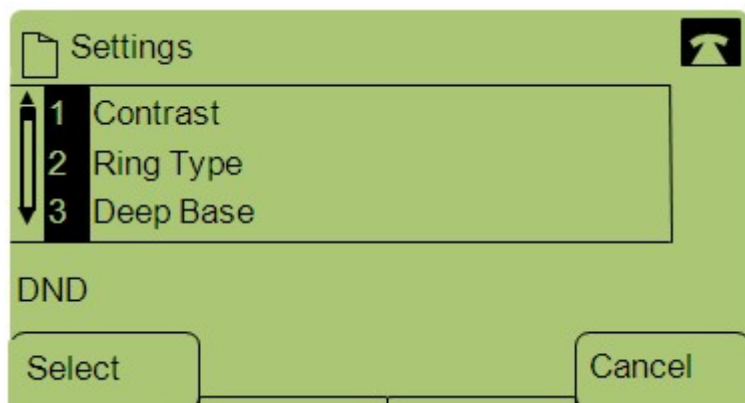 Settings
1 Contrast
2 Ring Type
3 Deep Base
DND
Select Cancel